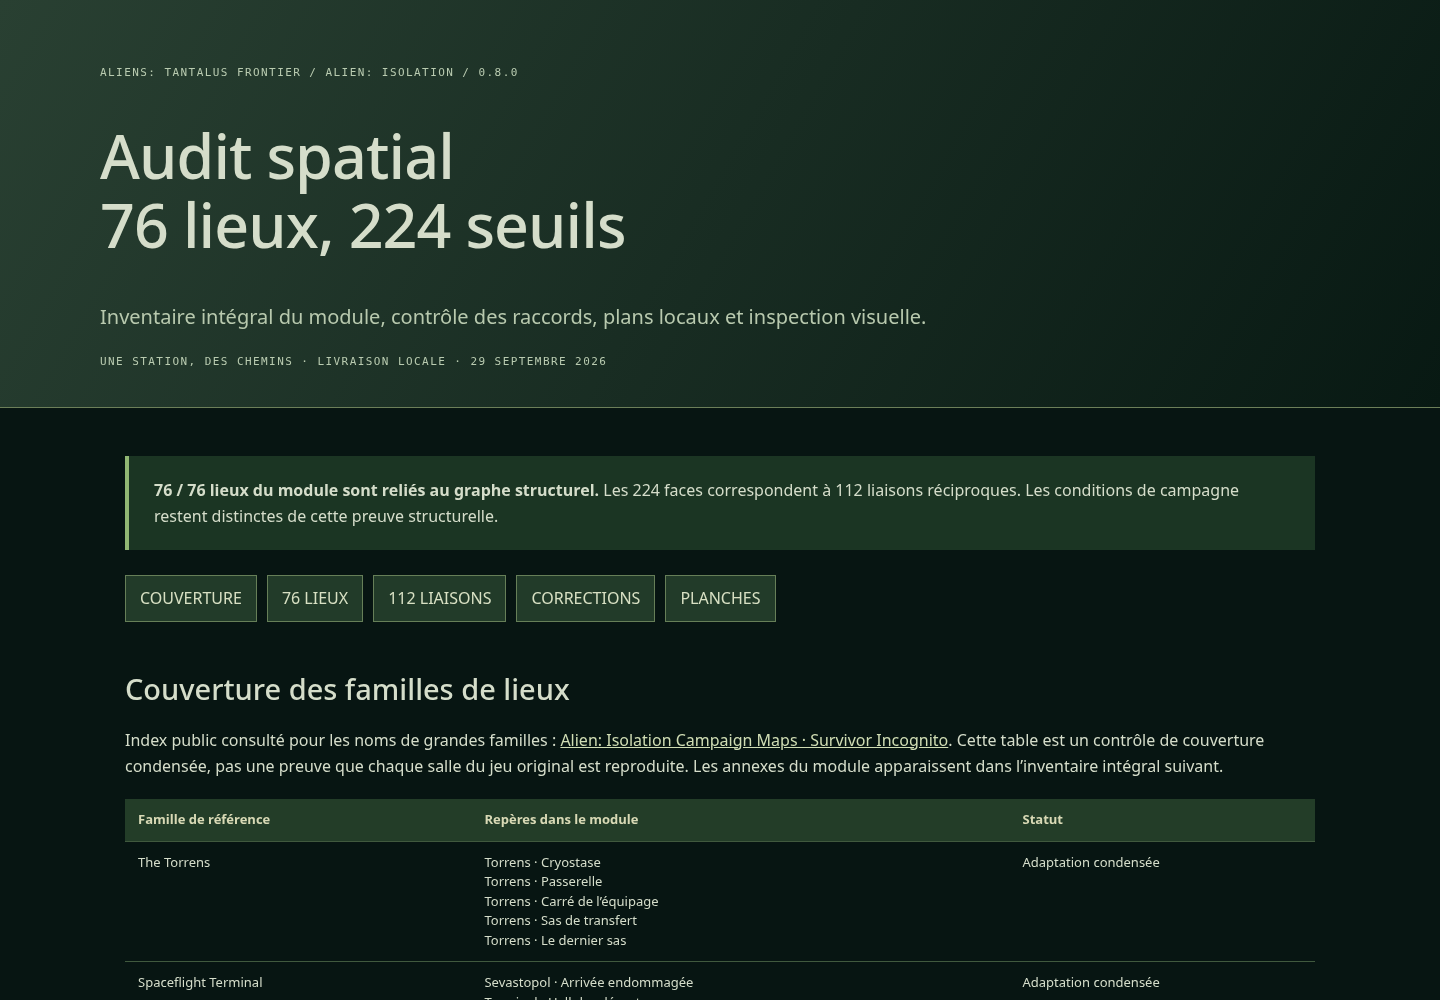 ALIENS: TANTALUS FRONTIER / ALIEN: ISOLATION / 0.8.0
Audit spatial
76 lieux, 224 seuils
Inventaire intégral du module, contrôle des raccords, plans locaux et inspection visuelle.
UNE STATION, DES CHEMINS · LIVRAISON LOCALE · 29 SEPTEMBRE 2026
76 / 76 lieux du module sont reliés au graphe structurel. Les 224 faces correspondent à 112 liaisons réciproques. Les conditions de campagne
restent distinctes de cette preuve structurelle.
COUVERTURE 76 LIEUX 112 LIAISONS CORRECTIONS PLANCHES
Couverture des familles de lieux
Index public consulté pour les noms de grandes familles : Alien: Isolation Campaign Maps · Survivor Incognito. Cette table est un contrôle de couverture
condensée, pas une preuve que chaque salle du jeu original est reproduite. Les annexes du module apparaissent dans l’inventaire intégral suivant.
Famille de référence Repères dans le module Statut
The Torrens Torrens · Cryostase Adaptation condensée
Torrens · Passerelle
Torrens · Carré de l’équipage
Torrens · Sas de transfert
Torrens · Le dernier sas
Spaceflight Terminal Sevastopol · Arrivée endommagée Adaptation condensée